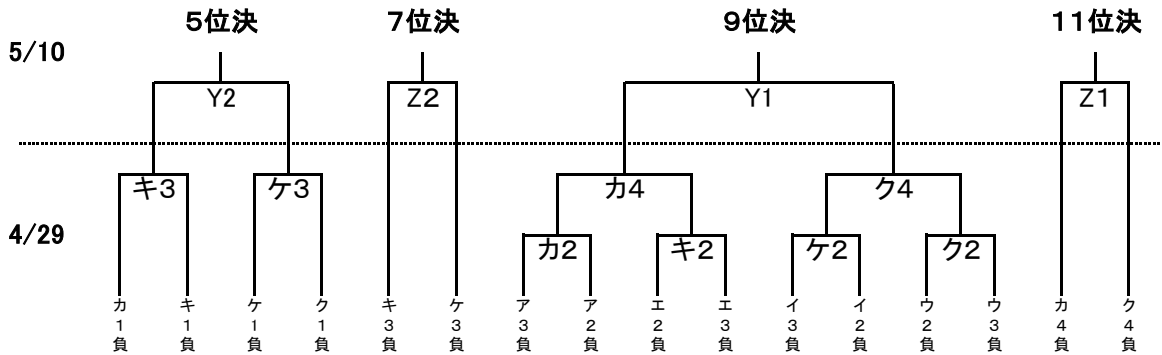 5位決 7位決 9位決 11位決
5/10
Y2 Z2 Y1 Z1
キ3 ケ3 カ4 ク4
4/29
カ2 キ2 ケ2 ク2
カ1負 キ1負 ケ1負 ク1負 キ3負 ケ3負 ア3負 ア2負 エ2負 エ3負 イ3負 イ2負 ウ2負 ウ3負 カ4負 ク4負